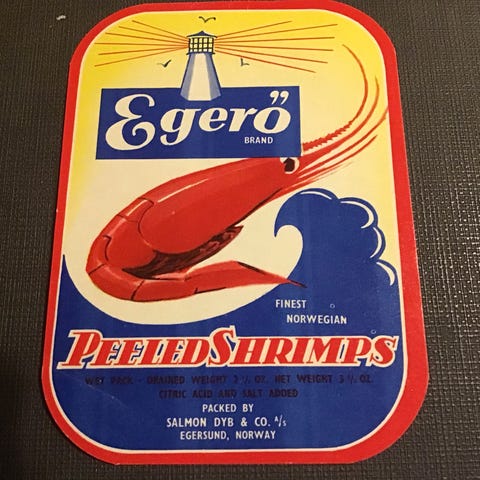 Egerö”
BRAND
FINEST
NORWEGIAN
PEELED SHRIMPS
WET PACK - DRAINED WEIGHT 3 ½ OZ. NET WEIGHT 5 ¼ OZ.
CITRIC ACID AND SALT ADDED
PACKED BY
SALMON DYB & CO. A/S
EGERSUND, NORWAY